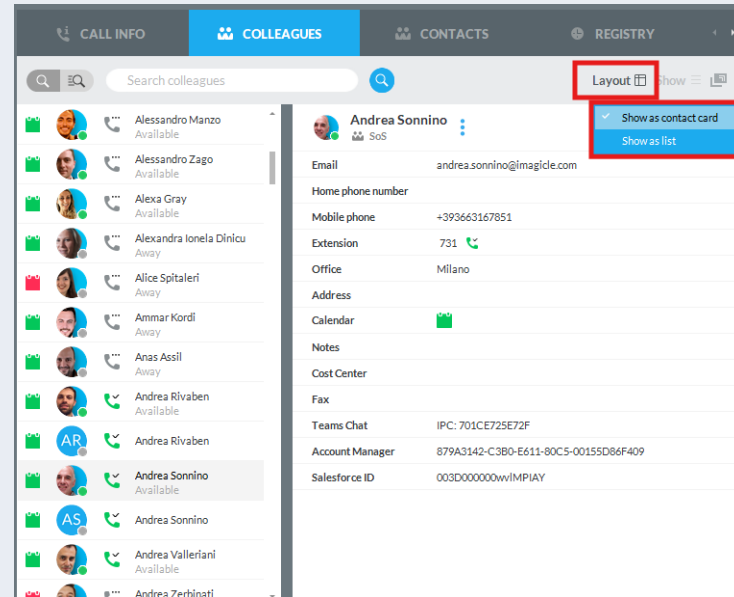 CALL INFO
COLLEAGUES
CONTACTS
REGISTRY
Search colleagues
Layout
Show
Show as contact card
Show as list
Alessandro Manzo
Available
Alessandro Zago
Available
Alexa Gray
Available
Alexandra Ionela Dinicu
Away
Alice Spitaleri
Away
Ammar Kordi
Away
Anas Assil
Away
Andrea Rivaben
Available
AR
Andrea Rivaben
Andrea Sonnino
Available
AS
Andrea Sonnino
Andrea Valleriani
Available
Andrea Zerbinati
Andrea Sonnino
SoS
Email andrea.sonnino@imagicle.com
Home phone number
Mobile phone +393663167851
Extension 731
Office Milano
Address
Calendar
Notes
Cost Center
Fax
Teams Chat IPC: 701CE725E72F
Account Manager 879A3142-C3B0-E611-80C5-00155D86F409
Salesforce ID 003D000000wvlMPIAY